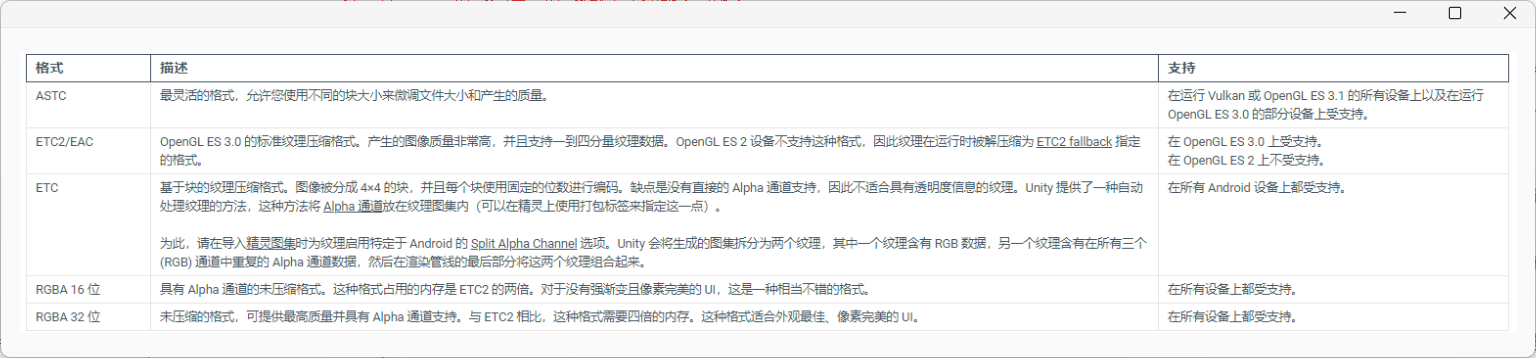 格式 描述 支持
ASTC 最灵活的格式，允许您使用不同的块大小来微调文件大小和产生的质量。 在运行 Vulkan 或 OpenGL ES 3.1 的所有设备上以及在运行
OpenGL ES 3.0 的部分设备上受支持。
ETC2/EAC OpenGL ES 3.0 的标准纹理压缩格式。产生的图像质量非常高，并且支持一到四分量纹理数据。OpenGL ES 2 设备不支持这种格式，因此纹理在运行时被解压缩为 ETC2 fallback 指定 在 OpenGL ES 3.0 上受支持。
的格式。 在 OpenGL ES 2 上不受支持。
ETC 基于块的纹理压缩格式。图像被分成 4×4 的块，并且每个块使用固定的位数进行编码。缺点是没有直接的 Alpha 通道支持，因此不适合具有透明度信息的纹理。Unity 提供了一种自动 在所有 Android 设备上都受支持。
处理纹理的方法，这种方法将 Alpha 通道放在纹理图集内（可以在精灵上使用打包标签来指定这一点）。
为此，请在导入精灵图集时为纹理启用特定于 Android 的 Split Alpha Channel 选项。Unity 会将生成的图集拆分为两个纹理，其中一个纹理含有 RGB 数据，另一个纹理含有在所有三个
(RGB) 通道中重复的 Alpha 通道数据，然后在渲染管线的最后部分将这两个纹理组合起来。
RGBA 16 位 具有 Alpha 通道的未压缩格式。这种格式占用的内存是 ETC2 的两倍。对于没有强渐变且像素完美的 UI，这是一种相当不错的格式。 在所有设备上都受支持。
RGBA 32 位 未压缩的格式，可提供最高质量并具有 Alpha 通道支持。与 ETC2 相比，这种格式需要四倍的内存。这种格式适合外观最佳、像素完美的 UI。 在所有设备上都受支持。